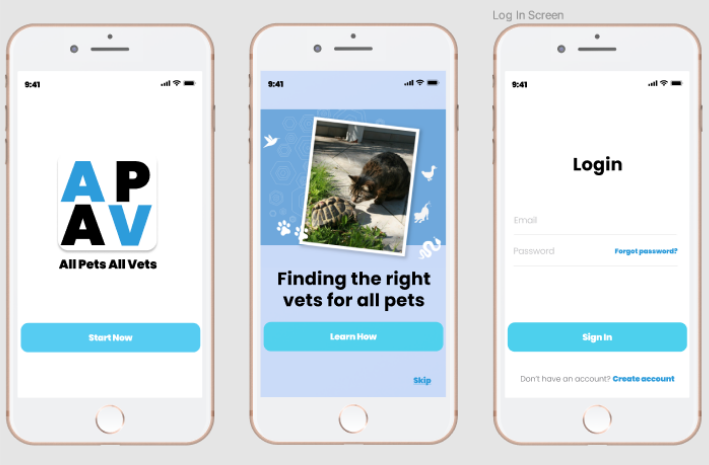 Log In Screen
9:41
A P
A V
All Pets All Vets
Start Now
9:41
Finding the right
vets for all pets
Learn How
Skip
9:41
Login
Email
Password
Forgot password?
Sign In
Don't have an account? Create account